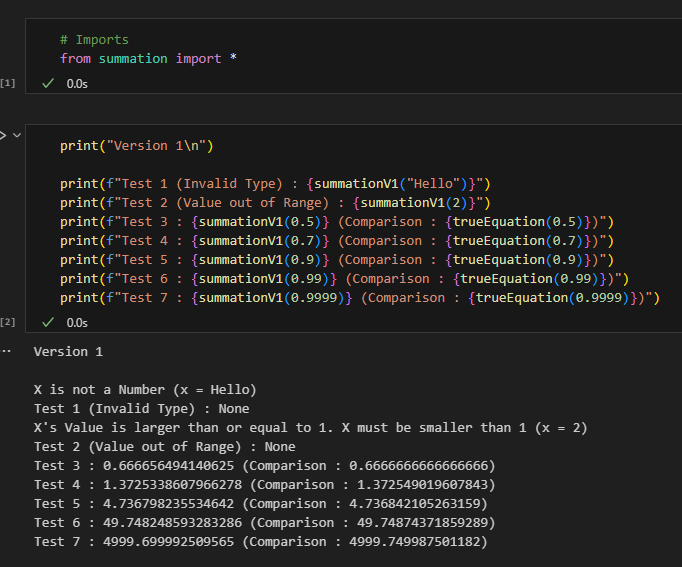 # Imports
from summation import *
[1]
0.0s
print("Version 1\n")
print(f"Test 1 (Invalid Type) : {summationV1("Hello")}")
print(f"Test 2 (Value out of Range) : {summationV1(2)}")
print(f"Test 3 : {summationV1(0.5)} (Comparison : {trueEquation(0.5)})")
print(f"Test 4 : {summationV1(0.7)} (Comparison : {trueEquation(0.7)})")
print(f"Test 5 : {summationV1(0.9)} (Comparison : {trueEquation(0.9)})")
print(f"Test 6 : {summationV1(0.99)} (Comparison : {trueEquation(0.99)})")
print(f"Test 7 : {summationV1(0.9999)} (Comparison : {trueEquation(0.9999)})")
[2]
0.0s
Version 1
X is not a Number (x = Hello)
Test 1 (Invalid Type) : None
X's Value is larger than or equal to 1. X must be smaller than 1 (x = 2)
Test 2 (Value out of Range) : None
Test 3 : 0.666656494140625 (Comparison : 0.6666666666666666)
Test 4 : 1.3725338607966278 (Comparison : 1.372549019607843)
Test 5 : 4.736798235534642 (Comparison : 4.736842105263159)
Test 6 : 49.748248593283286 (Comparison : 49.74874371859289)
Test 7 : 4999.699992509565 (Comparison : 4999.749987501182)